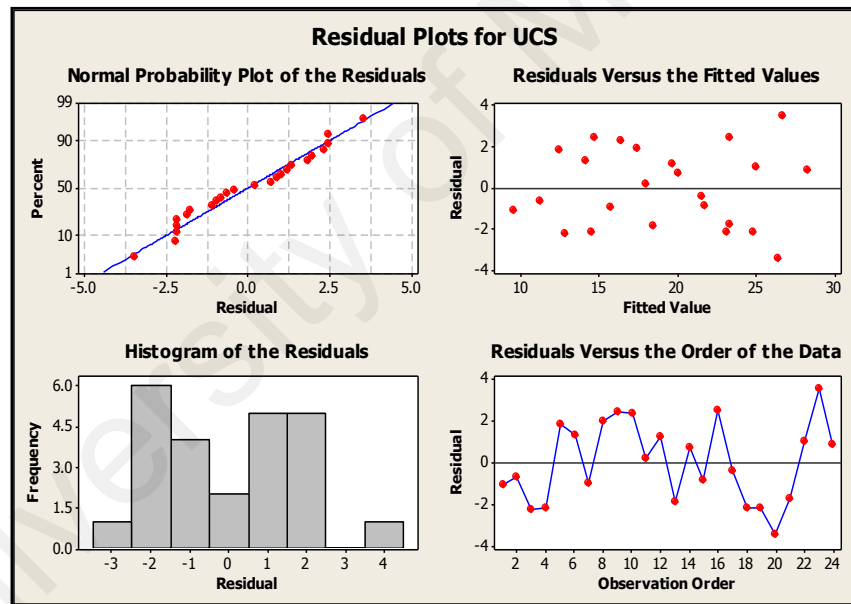 Residual Plots for UCS
Normal Probability Plot of the Residuals
99
90
50
10
1
Percent
-5.0 -2.5 0.0 2.5 5.0
Residual
Residuals Versus the Fitted Values
4
2
0
-2
-4
Residual
10 15 20 25 30
Fitted Value
Histogram of the Residuals
6.0
4.5
3.0
1.5
0.0
Frequency
-3 -2 -1 0 1 2 3 4
Residual
Residuals Versus the Order of the Data
4
2
0
-2
-4
Residual
2 4 6 8 10 12 14 16 18 20 22 24
Observation Order
University of M